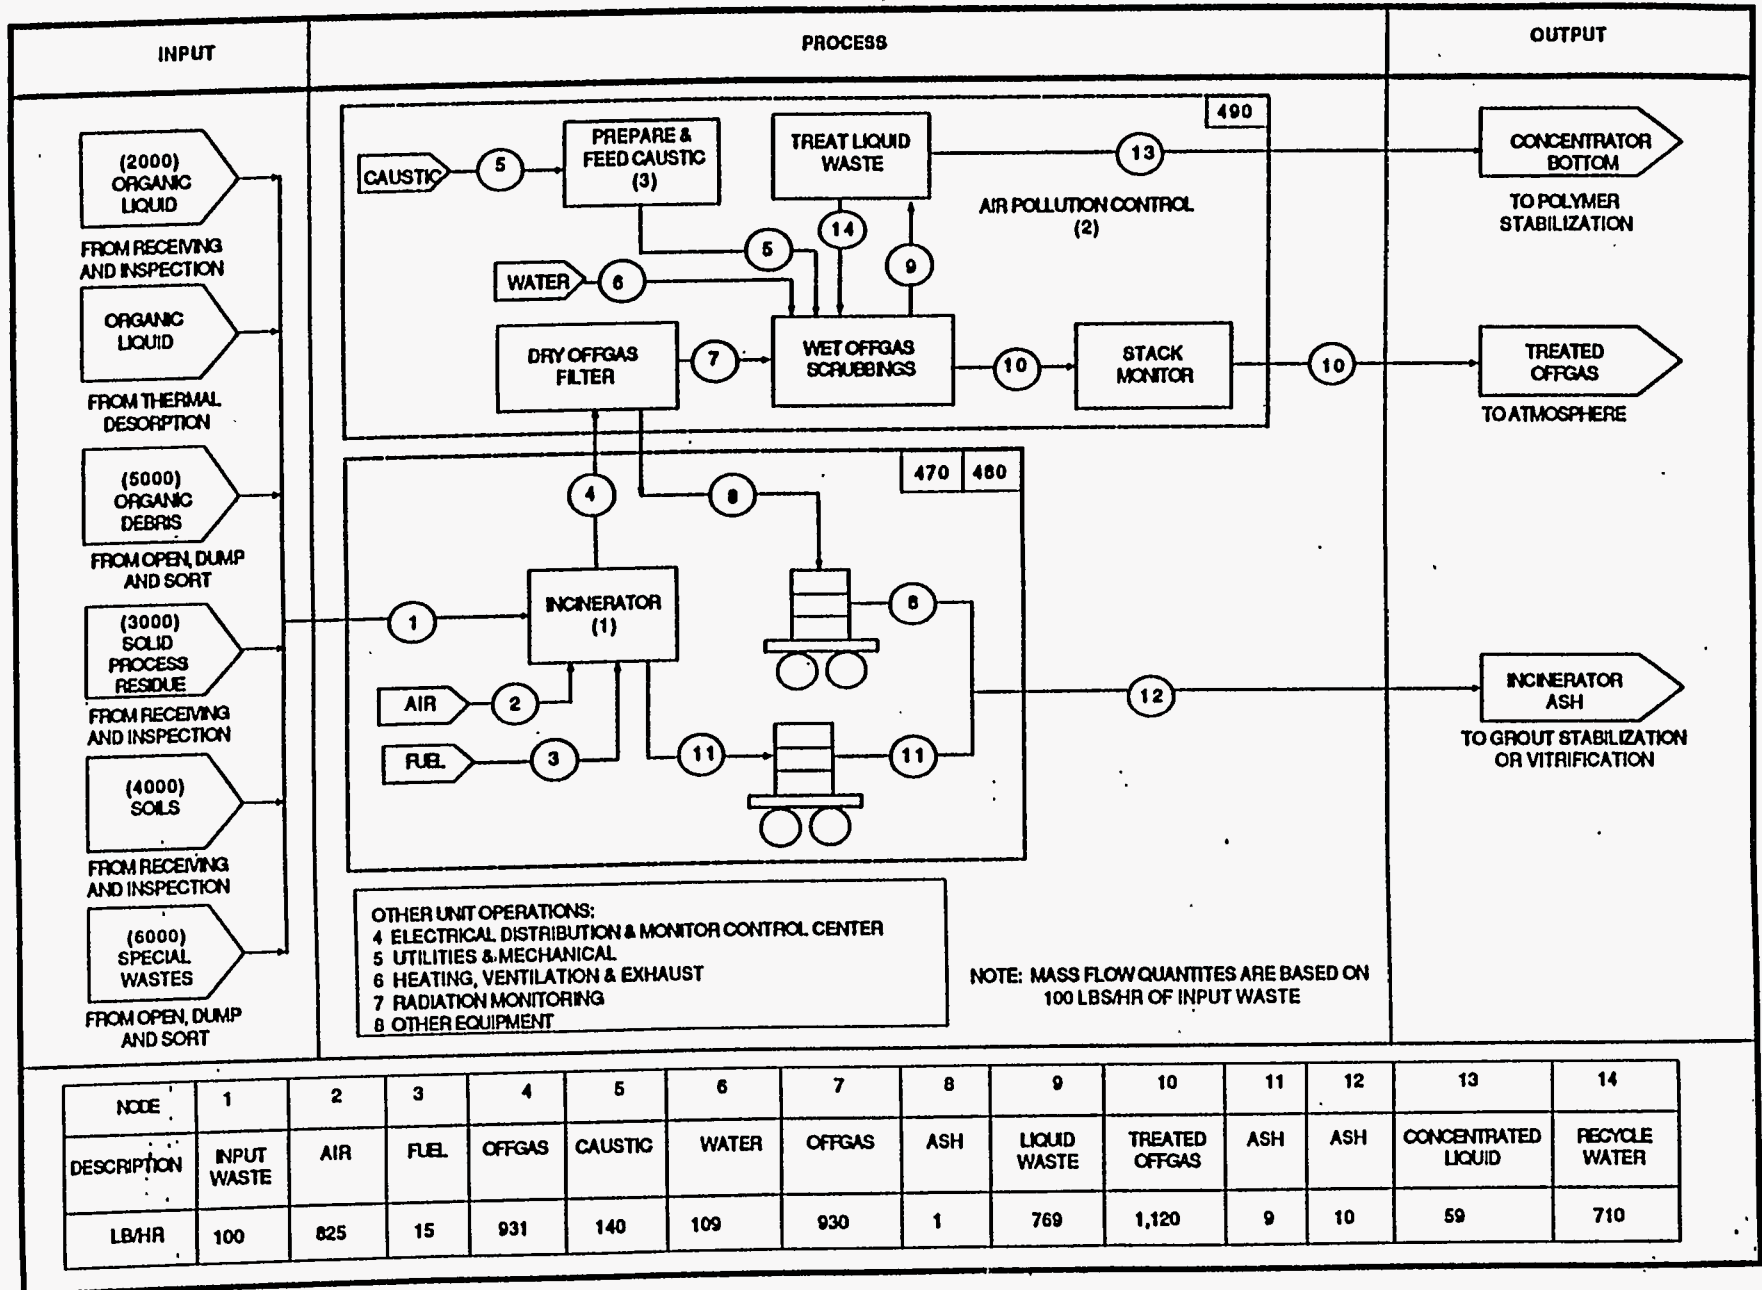 INPUT
PROCESS
OUTPUT
(2000)
ORGANIC
LIQUID
FROM RECEIVING
AND INSPECTION
ORGANIC
LIQUID
FROM THERMAL
DESORPTION
(5000)
ORGANIC
DEBRIS
FROM OPEN, DUMP
AND SORT
(3000)
SOLID
PROCESS
RESIDUE
FROM RECEIVING
AND INSPECTION
(4000)
SOILS
FROM RECEIVING
AND INSPECTION
(6000)
SPECIAL
WASTES
FROM OPEN, DUMP
AND SORT
490
CAUSTIC
5
PREPARE &
FEED CAUSTIC
(3)
TREAT LIQUID
WASTE
13
AIR POLLUTION CONTROL
(2)
5
14
9
WATER
6
DRY OFFGAS
FILTER
7
WET OFFGAS
SCRUBBINGS
10
STACK
MONITOR
10
470
480
4
8
1
INCINERATOR
(1)
8
AIR
2
FUEL
3
11
11
12
CONCENTRATOR
BOTTOM
TO POLYMER
STABILIZATION
TREATED
OFFGAS
TO ATMOSPHERE
INCINERATOR
ASH
TO GROUT STABILIZATION
OR VITRIFICATION
OTHER UNIT OPERATIONS:
4 ELECTRICAL DISTRIBUTION & MONITOR CONTROL CENTER
5 UTILITIES & MECHANICAL
6 HEATING, VENTILATION & EXHAUST
7 RADIATION MONITORING
8 OTHER EQUIPMENT
NOTE: MASS FLOW QUANTITES ARE BASED ON
100 LBS/HR OF INPUT WASTE
NODE 1 2 3 4 5 6 7 8 9 10 11 12 13 14
DESCRIPTION INPUT WASTE AIR FUEL OFFGAS CAUSTIC WATER OFFGAS ASH LIQUID WASTE TREATED OFFGAS ASH ASH CONCENTRATED LIQUID RECYCLE WATER
LB/HR 100 825 15 931 140 109 930 1 769 1,120 9 10 59 710